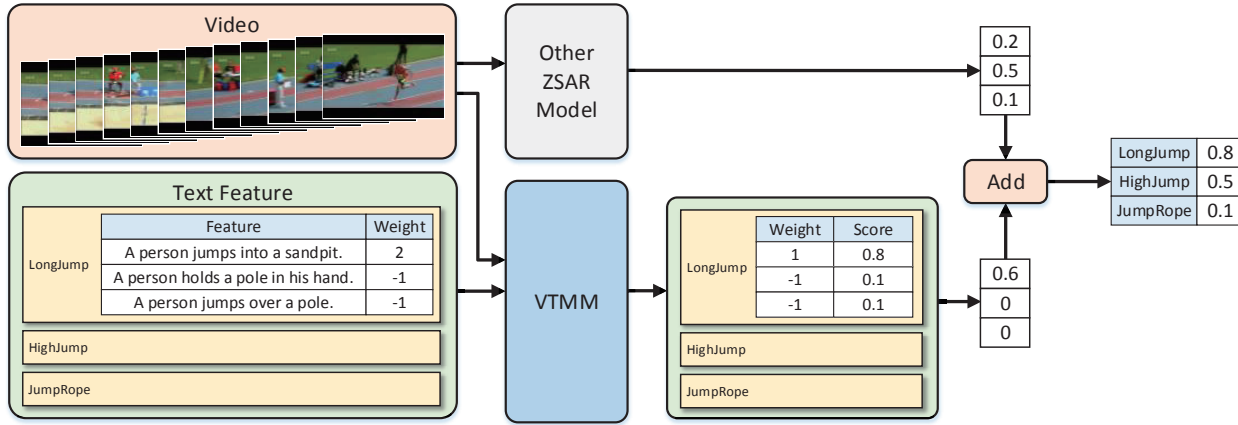 Video
Other
ZSAR
Model
0.2
0.5
0.1
Add
LongJump 0.8
HighJump 0.5
JumpRope 0.1
Text Feature
LongJump
Feature Weight
A person jumps into a sandpit. 2
A person holds a pole in his hand. -1
A person jumps over a pole. -1
HighJump
JumpRope
VTMM
LongJump
Weight Score
1 0.8
-1 0.1
-1 0.1
HighJump
JumpRope
0.6
0
0